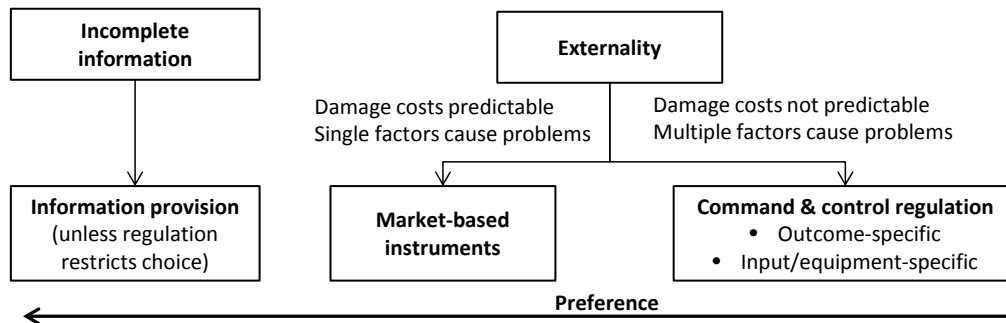 Incomplete
information
Externality
Damage costs predictable
Single factors cause problems
Damage costs not predictable
Multiple factors cause problems
Information provision
(unless regulation
restricts choice)
Market-based
instruments
Command & control regulation
• Outcome-specific
• Input/equipment-specific
Preference